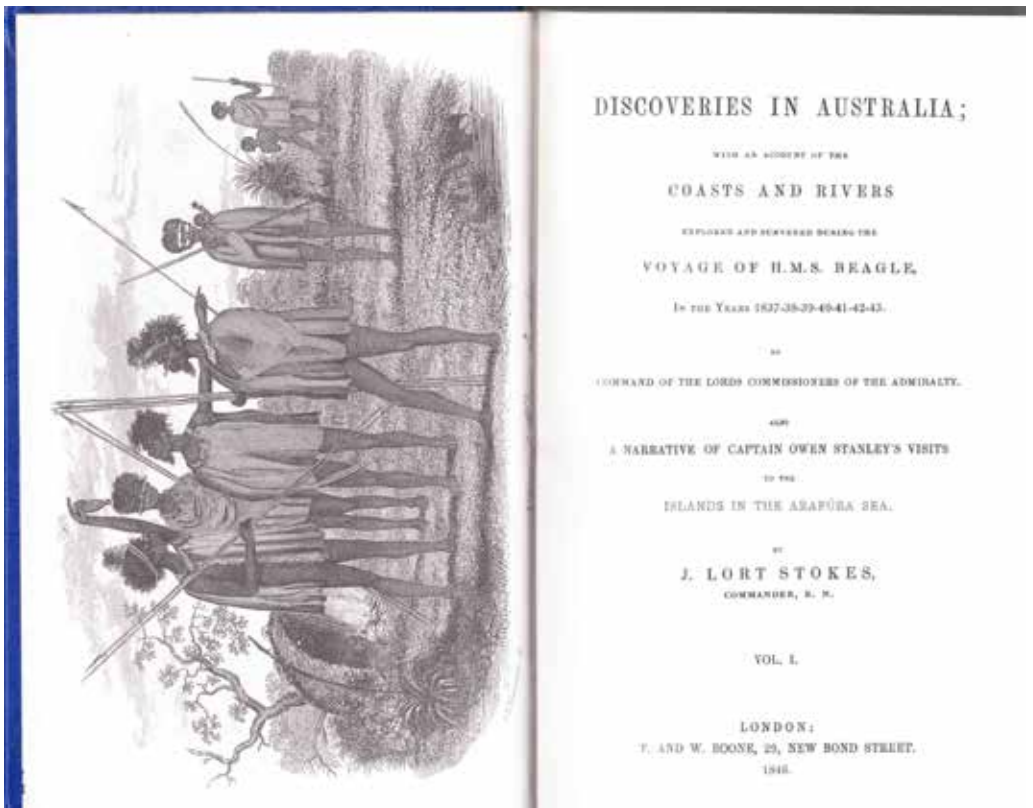 DISCOVERIES IN AUSTRALIA;
WITH AN ACCOUNT OF THE
COASTS AND RIVERS
EXPLORED AND SURVEYED DURING THE
VOYAGE OF H.M.S. BEAGLE,
IN THE YEARS 1837-38-39-40-41-42-43.
BY
COMMAND OF THE LORDS COMMISSIONERS OF THE ADMIRALTY.
ALSO
A NARRATIVE OF CAPTAIN OWEN STANLEY'S VISITS
TO THE
ISLANDS IN THE ARAFŪRA SEA.
BY
J. LORT STOKES,
COMMANDER, R. N.
VOL. I.
LONDON:
T. AND W. BOONE, 29, NEW BOND STREET.
1846.